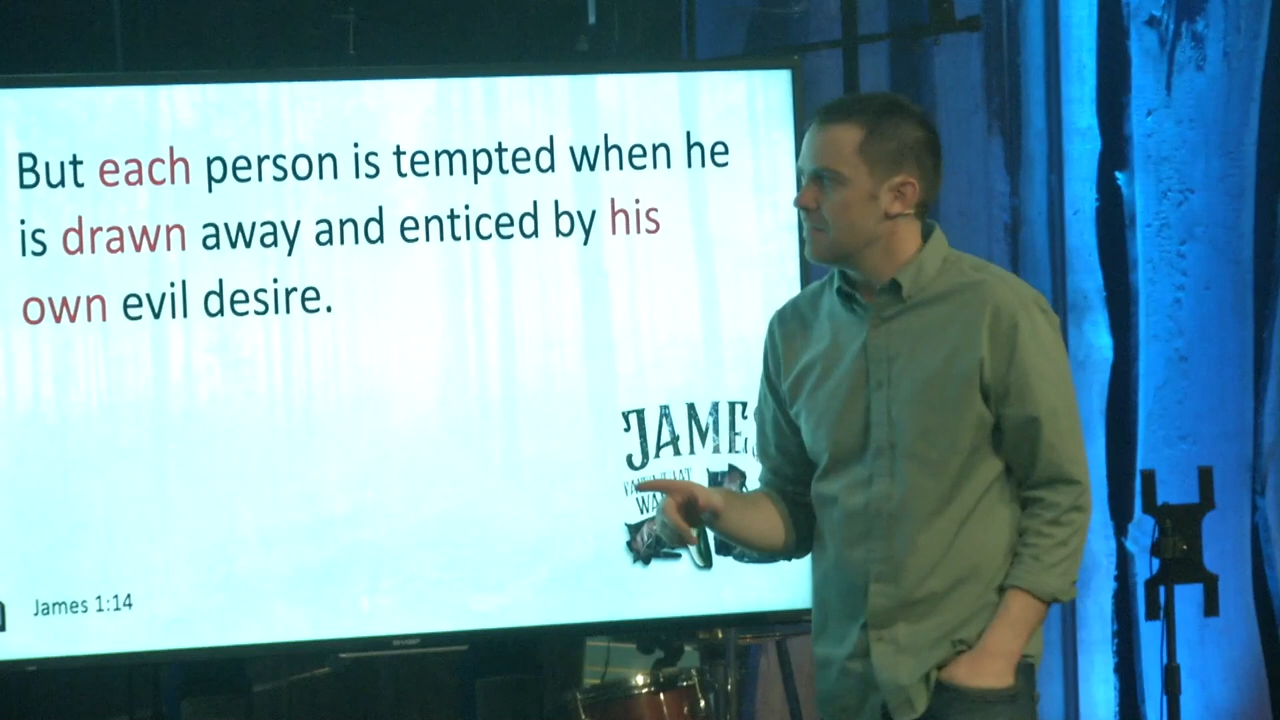 But each person is tempted when he
is drawn away and enticed by his
own evil desire.
JAMES
James 1:14
SHARP